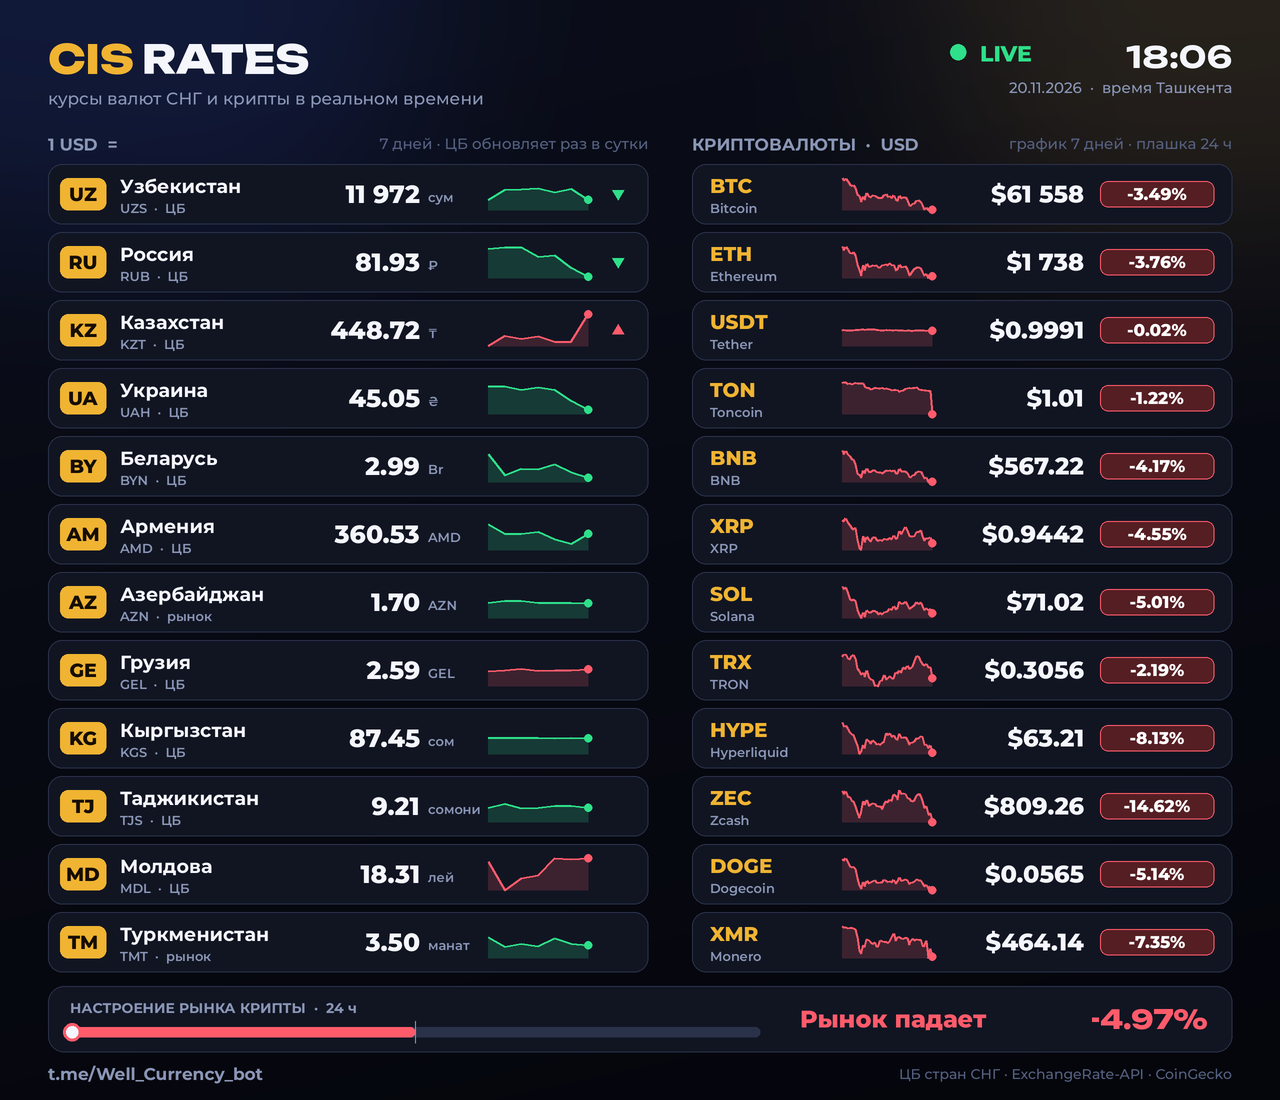 CIS RATES
курсы валют СНГ и крипты в реальном времени
LIVE 18:06
20.11.2026 · время Ташкента
1 USD =
7 дней · ЦБ обновляет раз в сутки
UZ Узбекистан 11 972 сум
UZS · ЦБ
RU Россия 81.93 ₽
RUB · ЦБ
KZ Казахстан 448.72 ₸
KZT · ЦБ
UA Украина 45.05 ₴
UAH · ЦБ
BY Беларусь 2.99 Br
BYN · ЦБ
AM Армения 360.53 AMD
AMD · ЦБ
AZ Азербайджан 1.70 AZN
AZN · рынок
GE Грузия 2.59 GEL
GEL · ЦБ
KG Кыргызстан 87.45 сом
KGS · ЦБ
TJ Таджикистан 9.21 сомони
TJS · ЦБ
MD Молдова 18.31 лей
MDL · ЦБ
TM Туркменистан 3.50 манат
TMT · рынок
КРИПТОВАЛЮТЫ · USD
график 7 дней · плашка 24 ч
BTC $61 558 -3.49%
Bitcoin
ETH $1 738 -3.76%
Ethereum
USDT $0.9991 -0.02%
Tether
TON $1.01 -1.22%
Toncoin
BNB $567.22 -4.17%
BNB
XRP $0.9442 -4.55%
XRP
SOL $71.02 -5.01%
Solana
TRX $0.3056 -2.19%
TRON
HYPE $63.21 -8.13%
Hyperliquid
ZEC $809.26 -14.62%
Zcash
DOGE $0.0565 -5.14%
Dogecoin
XMR $464.14 -7.35%
Monero
НАСТРОЕНИЕ РЫНКА КРИПТЫ · 24 ч
Рынок падает -4.97%
t.me/Well_Currency_bot
ЦБ стран СНГ · ExchangeRate-API · CoinGecko